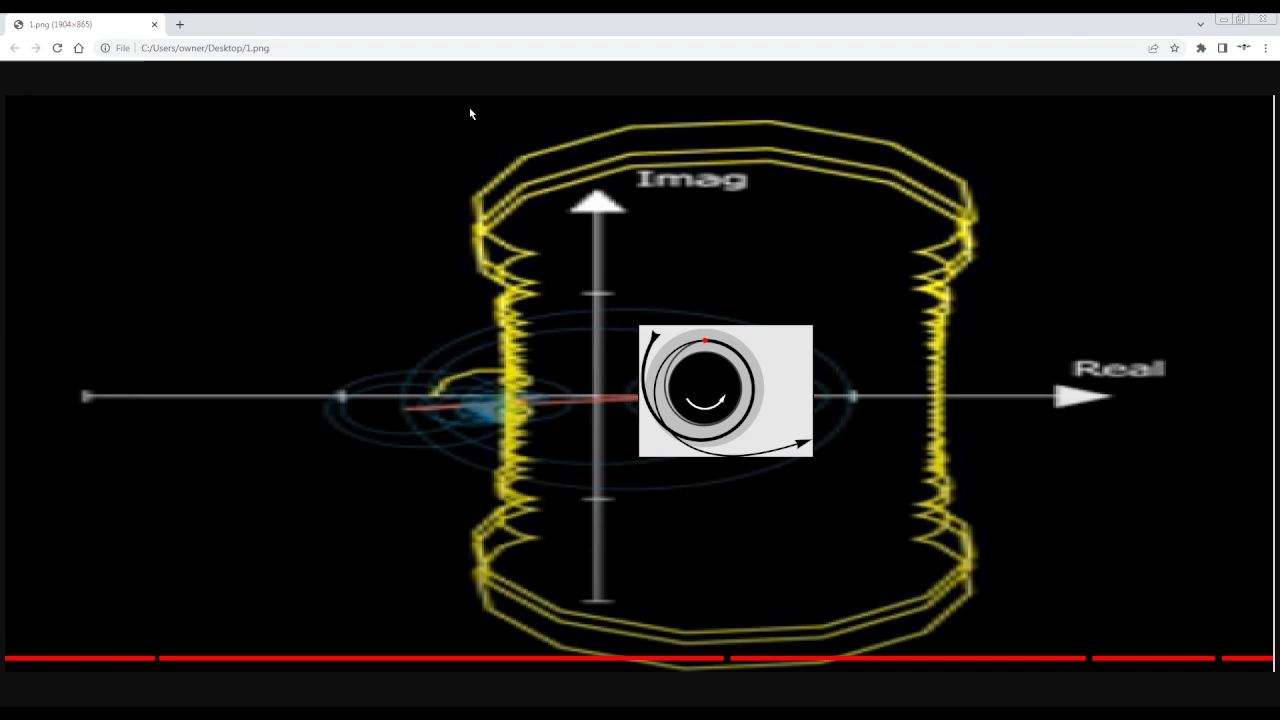 1.png (1904×865)
File
C:/Users/owner/Desktop/1.png
Imag
Real